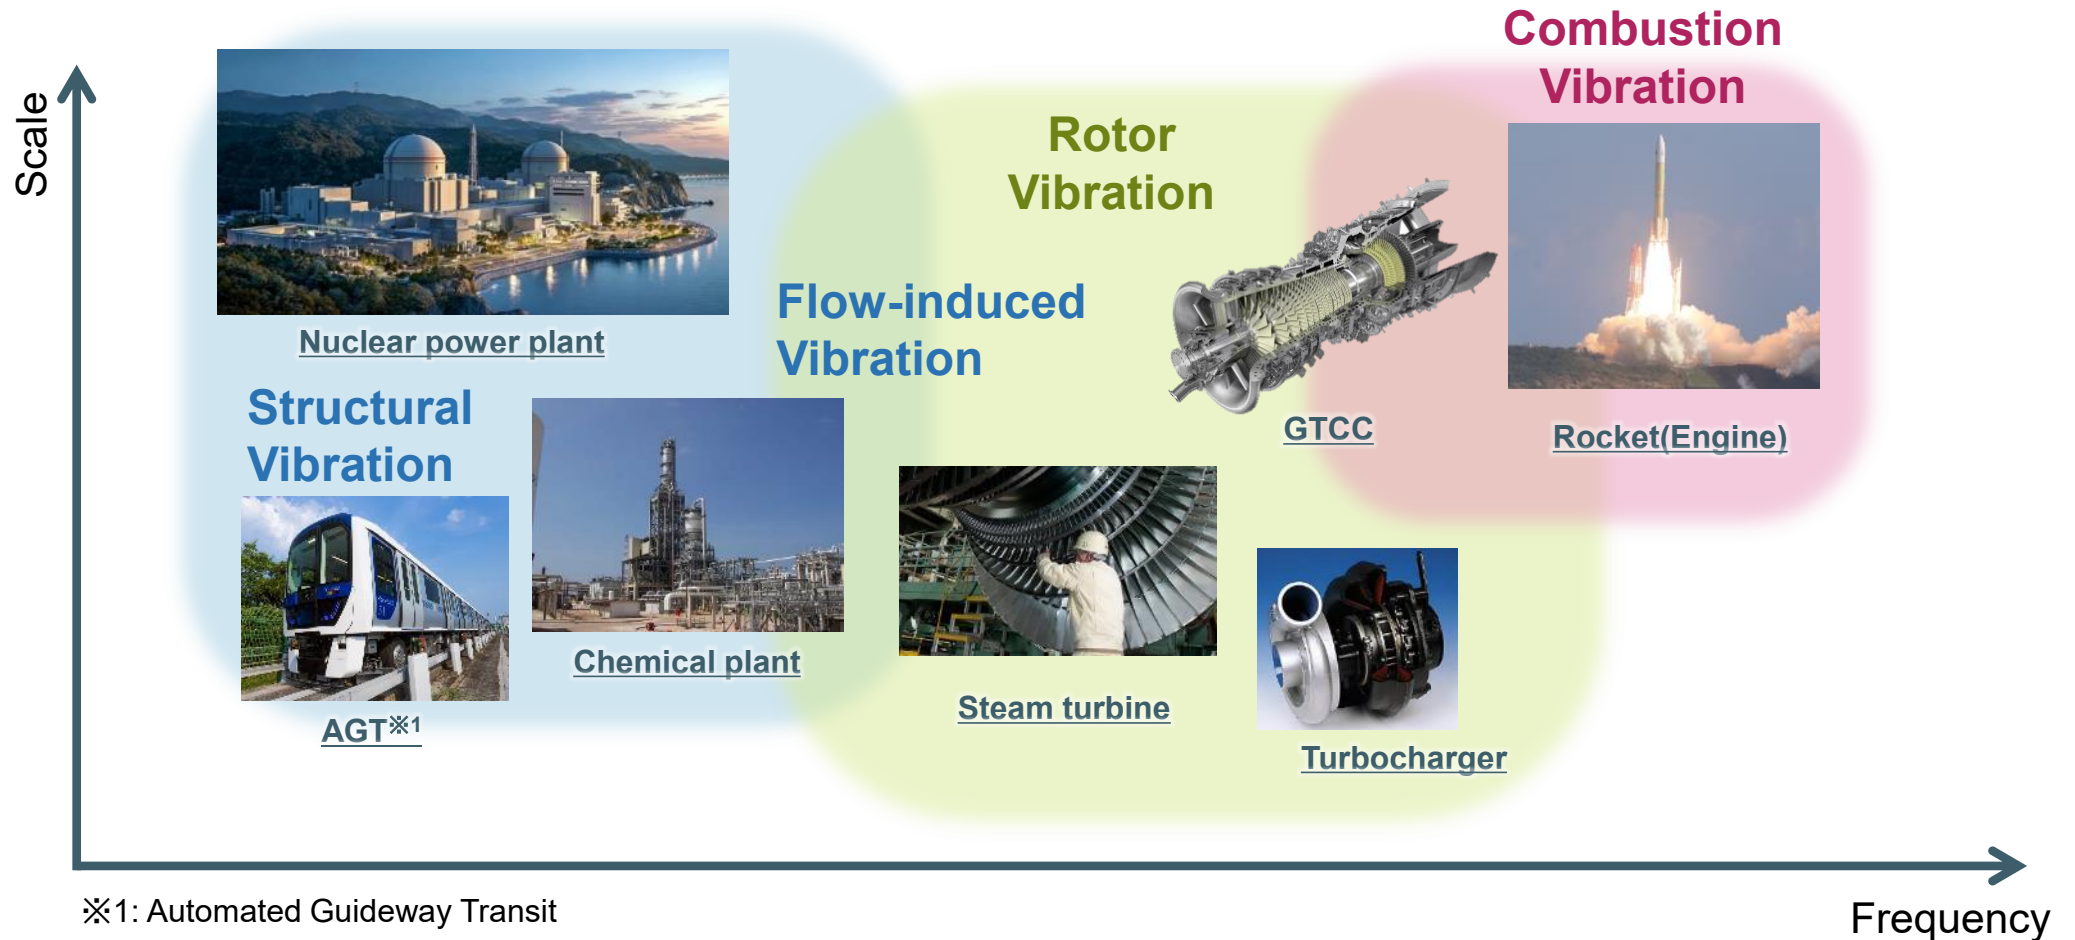 Combustion
Vibration
Scale
Rotor
Vibration
Flow-induced
Vibration
Nuclear power plant
Structural
Vibration
GTCC
Rocket(Engine)
Chemical plant
Steam turbine
AGT※1
Turbocharger
※1: Automated Guideway Transit
Frequency